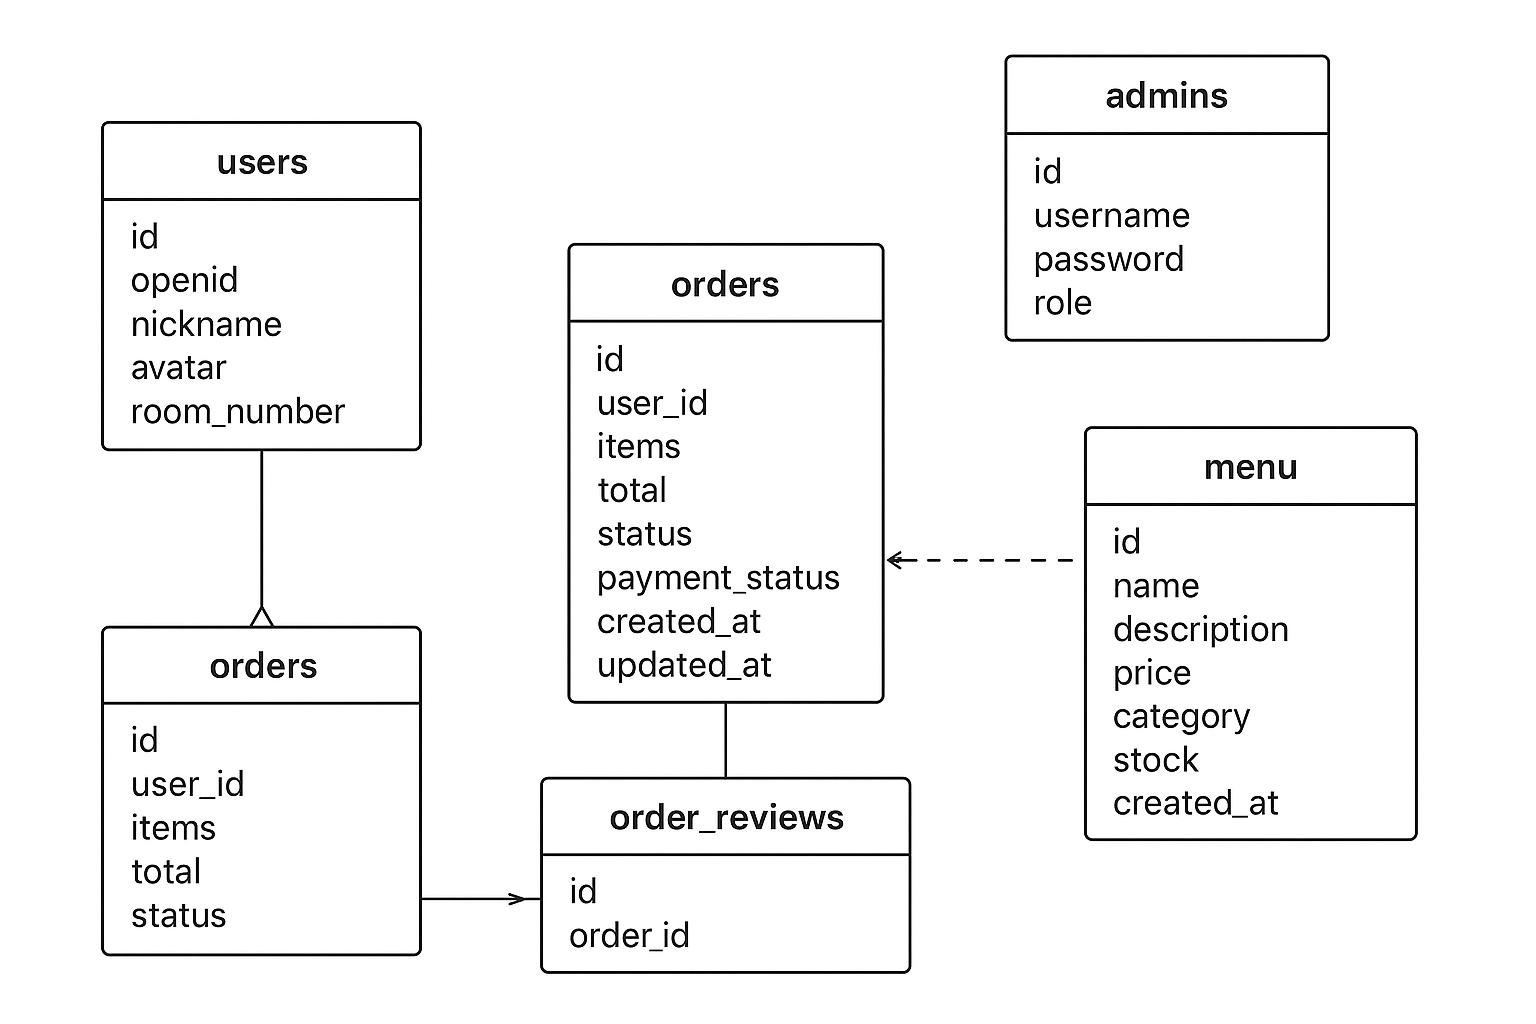 users
id
openid
nickname
avatar
room_number
orders
id
user_id
items
total
status
orders
id
user_id
items
total
status
payment_status
created_at
updated_at
order_reviews
id
order_id
admins
id
username
password
role
menu
id
name
description
price
category
stock
created_at